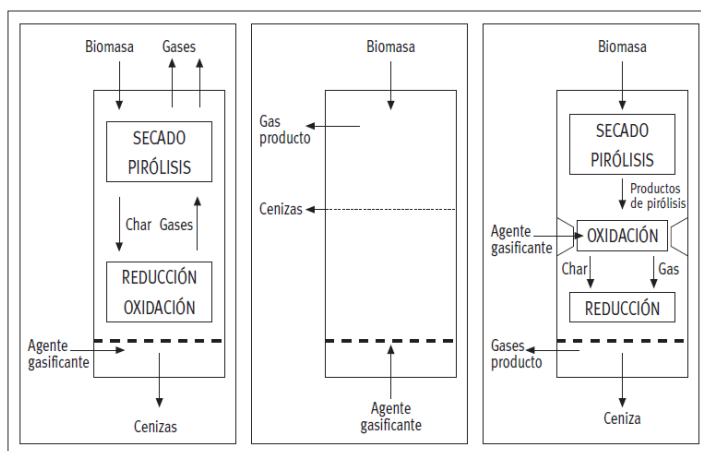 Biomasa
Gases
SECADO
PIRÓLISIS
Char Gases
REDUCCIÓN
OXIDACIÓN
Agente
gasificante
Cenizas
Biomasa
Gas
producto
Cenizas
Agente
gasificante
Biomasa
SECADO
PIRÓLISIS
Productos
de pirólisis
Agente
gasificante
OXIDACIÓN
Char
Gas
REDUCCIÓN
Gases
producto
Ceniza